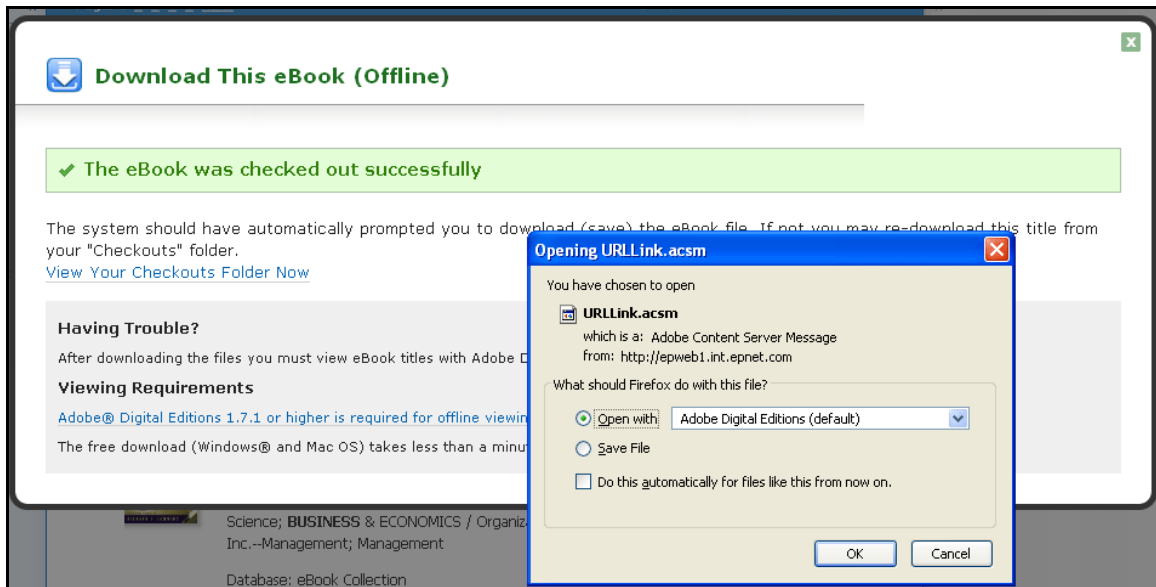 Download This eBook (Offline)
The eBook was checked out successfully
The system should have automatically prompted you to download (save) the eBook file. If not you may re-download this title from
your "Checkouts" folder.
View Your Checkouts Folder Now
Having Trouble?
After downloading the files you must view eBook titles with Adobe
Viewing Requirements
Adobe® Digital Editions 1.7.1 or higher is required for offline viewing
The free download (Windows® and Mac OS) takes less than a
Opening URLLink.acsm
You have chosen to open
URLLink.acsm
which is a: Adobe Content Server Message
from: http://epweb1.int.epnet.com
What should Firefox do with this file?
Open with
Adobe Digital Editions (default)
Save File
Do this automatically for files like this from now on.
OK
Cancel
Science; BUSINESS & ECONOMICS /
Inc.--Management; Management
Database: eBook Collection